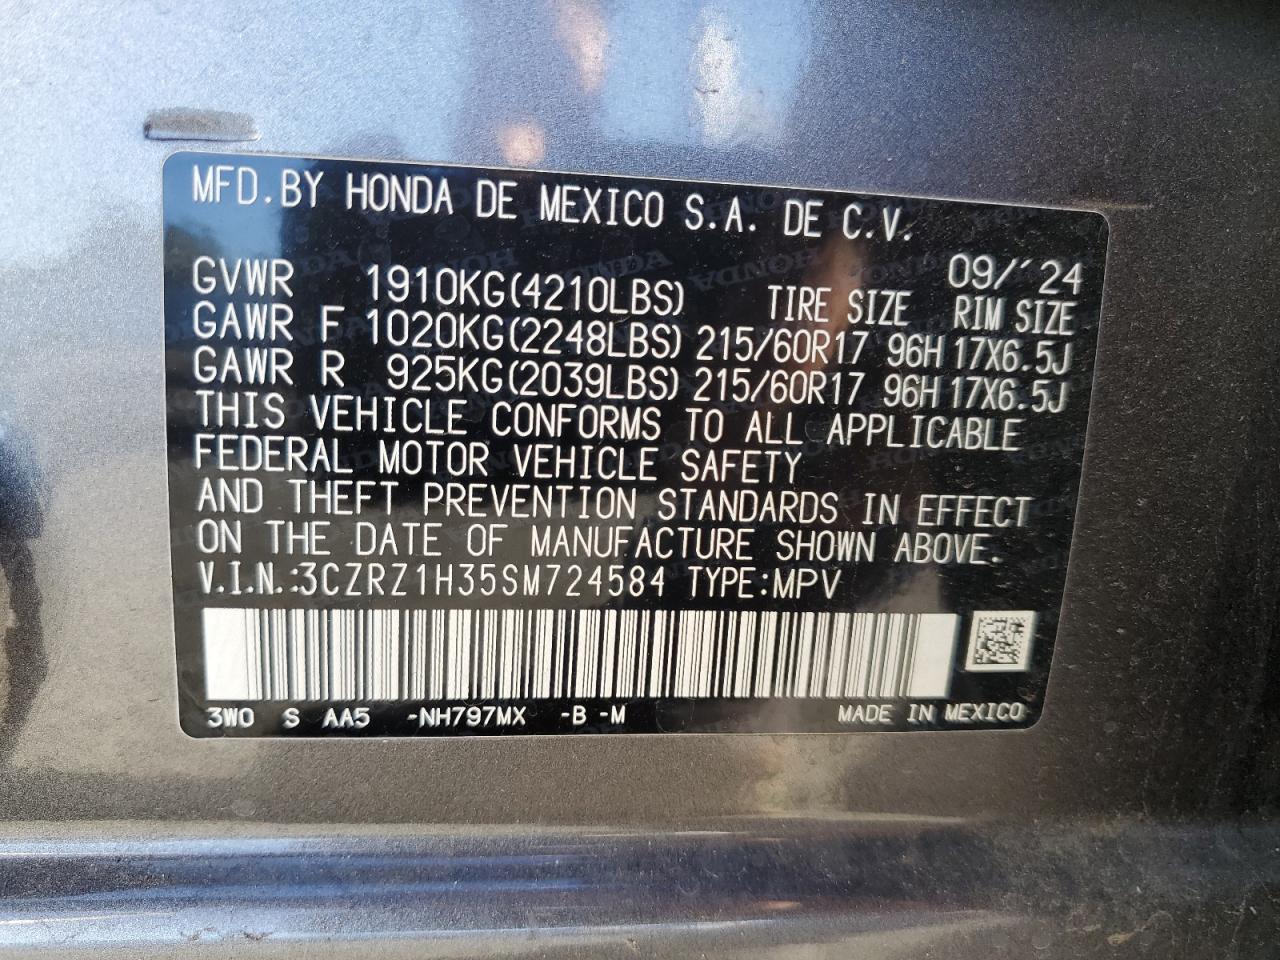 MFD.BY HONDA DE MEXICO S.A. DE C.V.
09/´24
GVWR 1910KG(4210LBS) TIRE SIZE RIM SIZE
GAWR F 1020KG(2248LBS) 215/60R17 96H 17X6.5J
GAWR R 925KG(2039LBS) 215/60R17 96H 17X6.5J
THIS VEHICLE CONFORMS TO ALL APPLICABLE
FEDERAL MOTOR VEHICLE SAFETY
AND THEFT PREVENTION STANDARDS IN EFFECT
ON THE DATE OF MANUFACTURE SHOWN ABOVE.
V.I.N.:3CZRZ1H35SM724584 TYPE:MPV
3W0 S AA5 -NH797MX -B -M MADE IN MEXICO